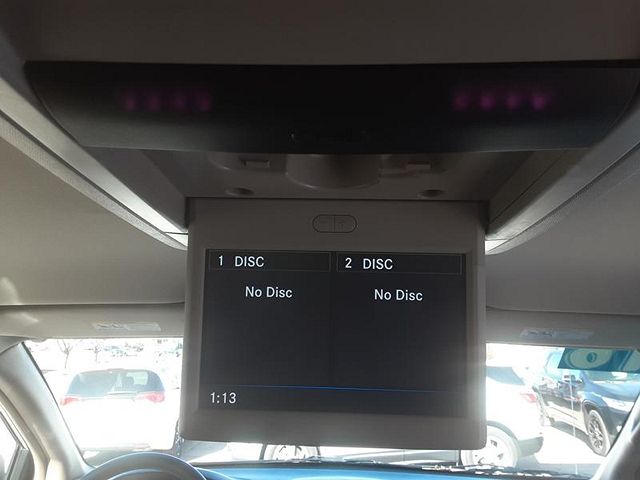 1 DISC
2 DISC
No Disc
No Disc
1:13